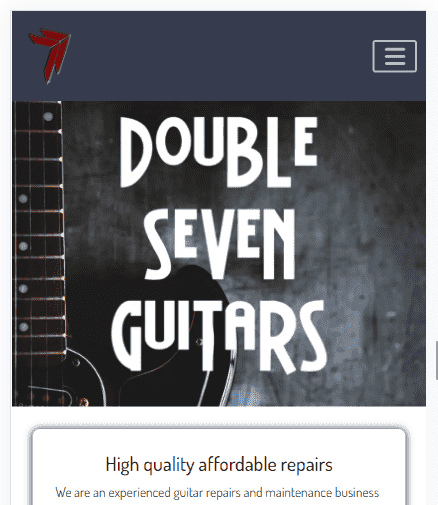 DOUBLE
SEVEN
GUITARS
High quality affordable repairs
We are an experienced guitar repairs and maintenance business